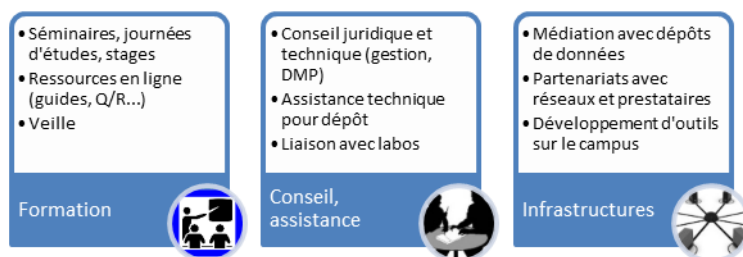 • Séminaires, journées
d'études, stages
• Ressources en ligne
(guides, Q/R...)
• Veille
Formation
• Conseil juridique et
technique (gestion,
DMP)
• Assistance technique
pour dépôt
• Liaison avec labos
Conseil,
assistance
• Médiation avec dépôts
de données
• Partenariats avec
réseaux et prestataires
• Développement d'outils
sur le campus
Infrastructures